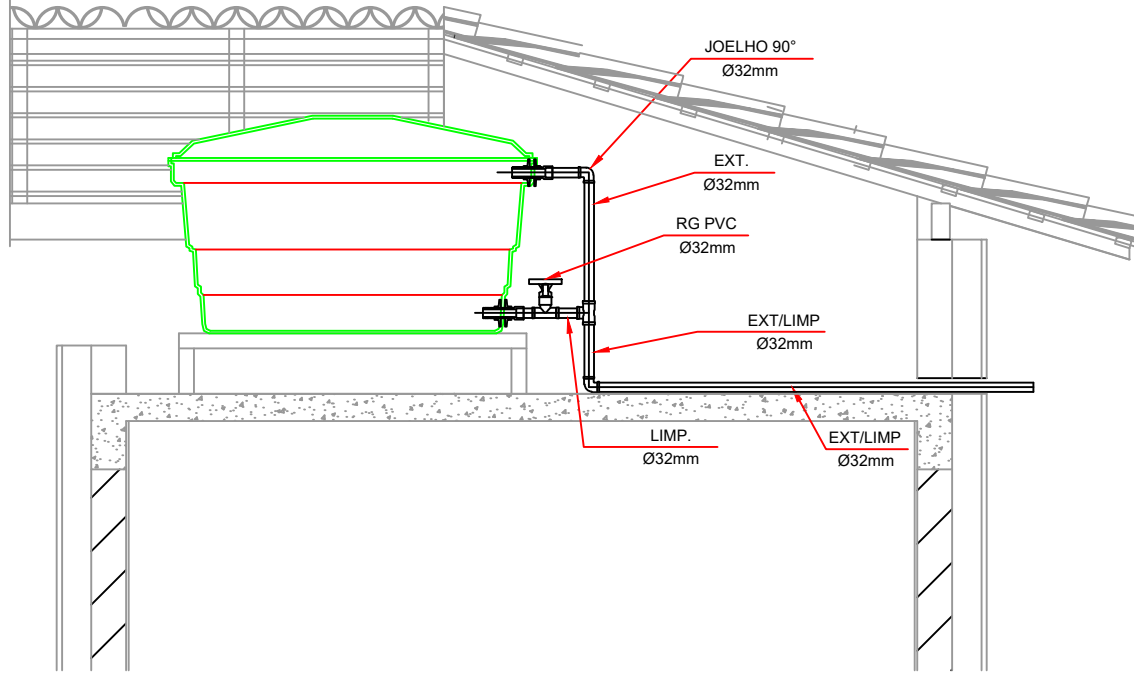 JOELHO 90°
Ø32mm
EXT.
Ø32mm
RG PVC
Ø32mm
EXT/LIMP
Ø32mm
LIMP.
Ø32mm
EXT/LIMP
Ø32mm